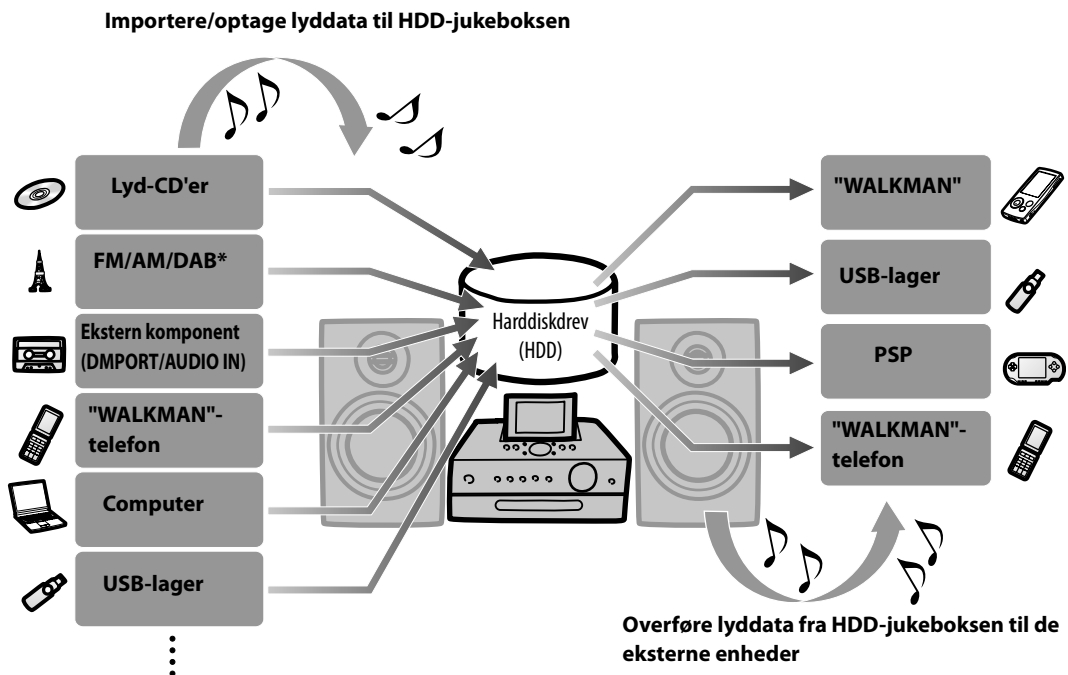 Importere/optage lyddata til HDD-jukeboksen
Lyd-CD'er
FM/AM/DAB*
Ekstern komponent
(DMPORT/AUDIO IN)
"WALKMAN"-
telefon
Computer
USB-lager
Harddiskdrev
(HDD)
"WALKMAN"
USB-lager
PSP
"WALKMAN"-
telefon
Overføre lyddata fra HDD-jukeboksen til de
eksterne enheder